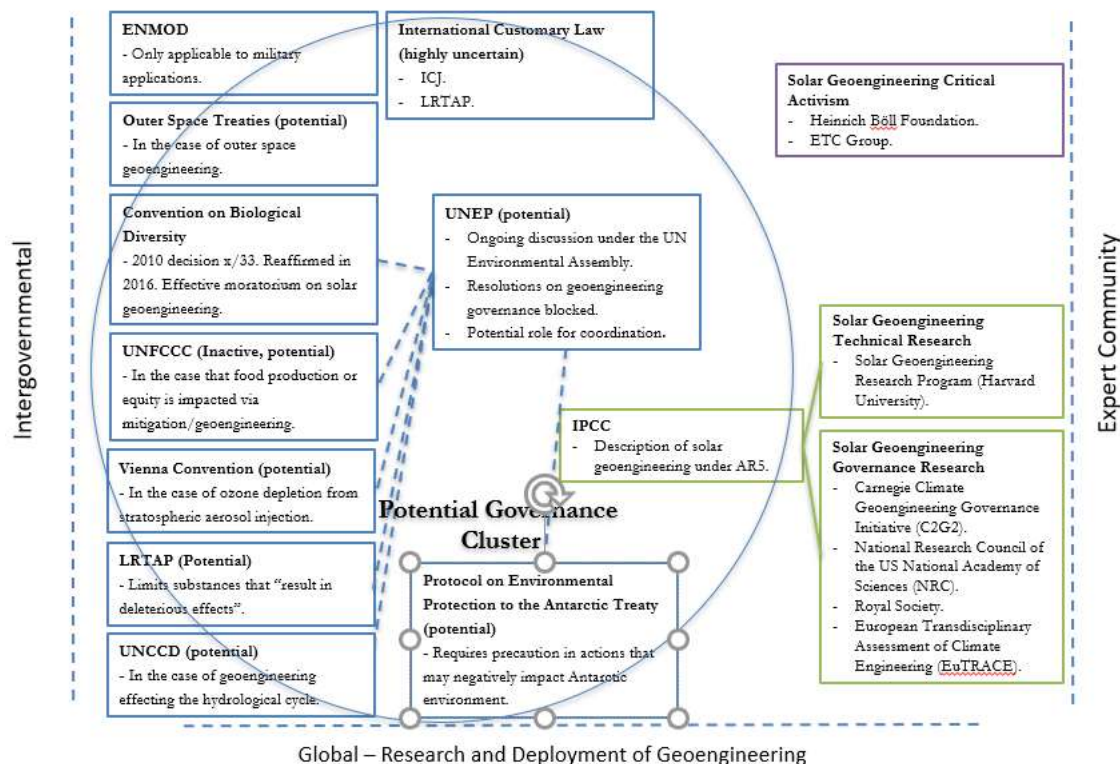 ENMOD
- Only applicable to military
applications.
International Customary Law
(highly uncertain)
- ICJ.
- LRTAP.
Solar Geoengineering Critical
Activism
- Heinrich Böll Foundation.
- ETC Group.
Outer Space Treaties (potential)
- In the case of outer space
geoengineering.
Convention on Biological
Diversity
- 2010 decision x/33. Reaffirmed in
2016. Effective moratorium on solar
geoengineering.
UNEP (potential)
- Ongoing discussion under the UN
Environmental Assembly.
- Resolutions on geoengineering
governance blocked.
- Potential role for coordination.
Intergovernmental
Expert Community
UNFCCC (Inactive, potential)
- In the case that food production or
equity is impacted via
mitigation/geoengineering.
Solar Geoengineering
Technical Research
- Solar Geoengineering
Research Program (Harvard
University).
IPCC
- Description of solar
geoengineering under AR5.
Solar Geoengineering
Governance Research
- Carnegie Climate
Geoengineering Governance
Initiative (C2G2).
- National Research Council of
the US National Academy of
Sciences (NRC).
- Royal Society.
- European Transdisciplinary
Assessment of Climate
Engineering (EuTRACE).
Vienna Convention (potential)
- In the case of ozone depletion from
stratospheric aerosol injection.
Potential Governance
Cluster
LRTAP (Potential)
- Limits substances that “result in
deleterious effects”.
Protocol on Environmental
Protection to the Antarctic Treaty
(potential)
- Requires precaution in actions that
may negatively impact Antarctic
environment.
UNCCD (potential)
- In the case of geoengineering
effecting the hydrological cycle.
Global – Research and Deployment of Geoengineering